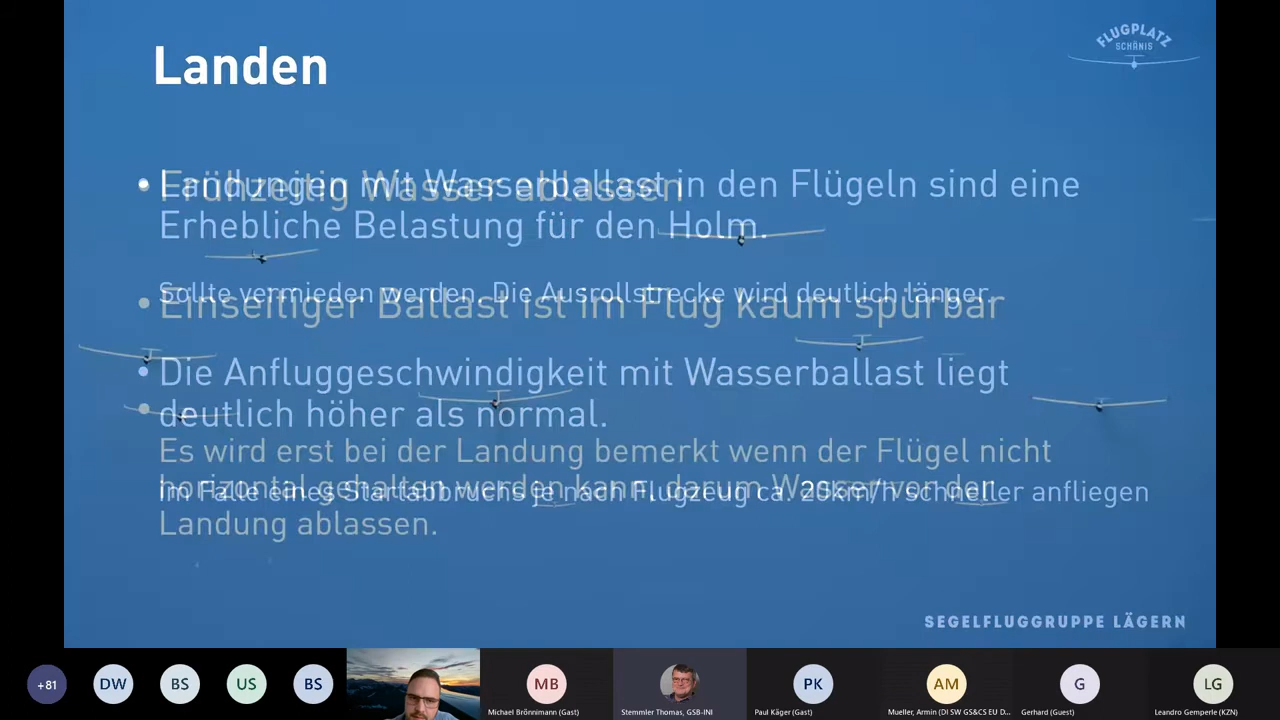 Landen
FLUGPLATZ
SCHÄNIS
• Landungen mit Wasserballast in den Flügeln sind eine
Erhebliche Belastung für den Holm.
Sollte vermieden werden. Die Ausrollstrecke wird deutlich länger.
• Die Anfluggeschwindigkeit mit Wasserballast liegt
deutlich höher als normal.
Im Falle eines Startabbruchs je nach Flugzeug ca. 20km/h schneller anfliegen
• Frühzeitig Wasser ablassen
• Einseitiger Ballast ist im Flug kaum spürbar
•
Es wird erst bei der Landung bemerkt wenn der Flügel nicht
horizontal gehalten werden kann, darum Wasser vor der
Landung ablassen.
SEGELFLUGGRUPPE LÄGERN
+81
DW
BS
US
BS
MB
PK
AM
G
LG
Michael Brönnimann (Gast)
Stemmler Thomas, GSB-INI
Paul Käger (Gast)
Mueller, Armin (DI SW GS&CS EU D...
Gerhard (Guest)
Leandro Gemperle (KZN)